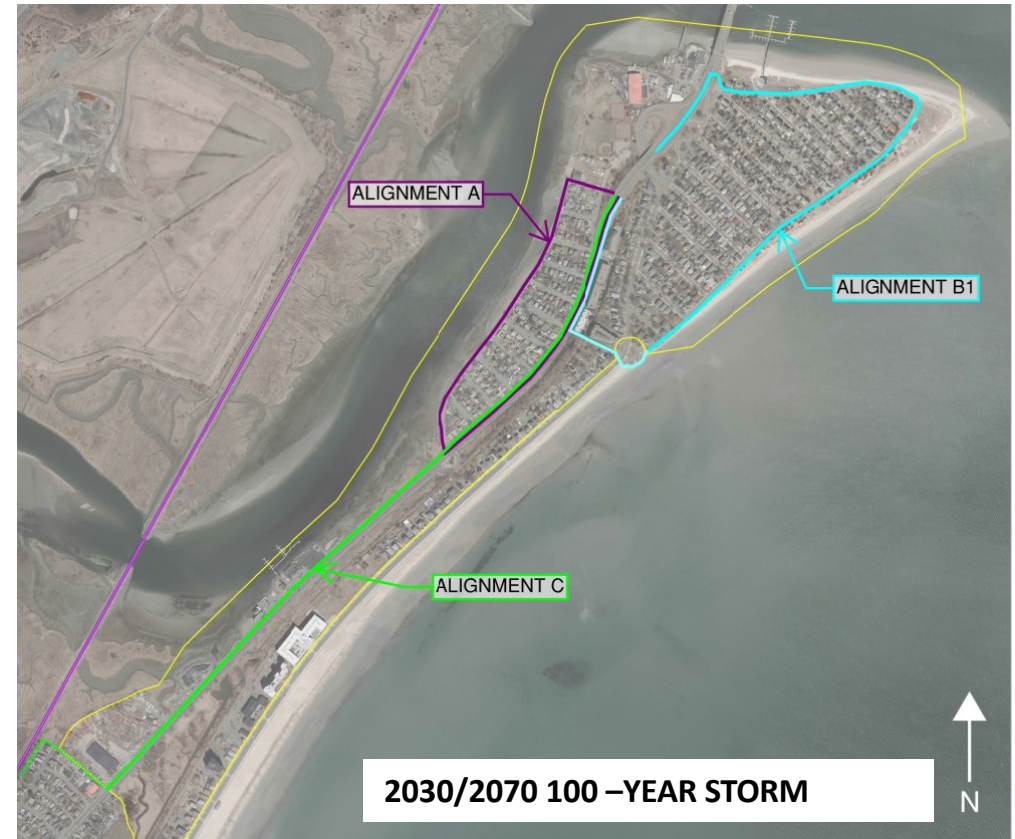 ALIGNMENT A
ALIGNMENT B1
ALIGNMENT C
2030/2070 100 –YEAR STORM
N